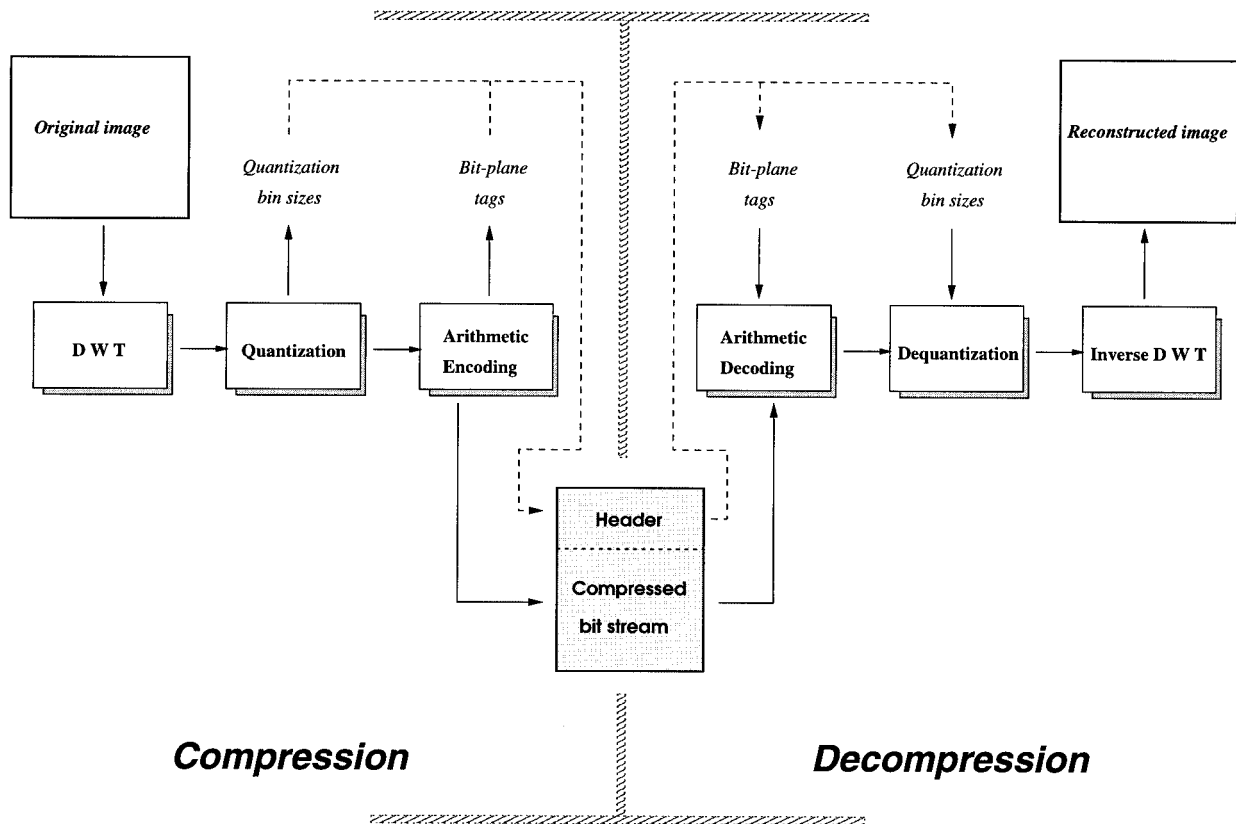 Original image
Quantization
bin sizes
Bit-plane
tags
D W T
Quantization
Arithmetic
Encoding
Header
Compressed
bit stream
Bit-plane
tags
Quantization
bin sizes
Reconstructed image
Arithmetic
Decoding
Dequantization
Inverse D W T
Compression
Decompression